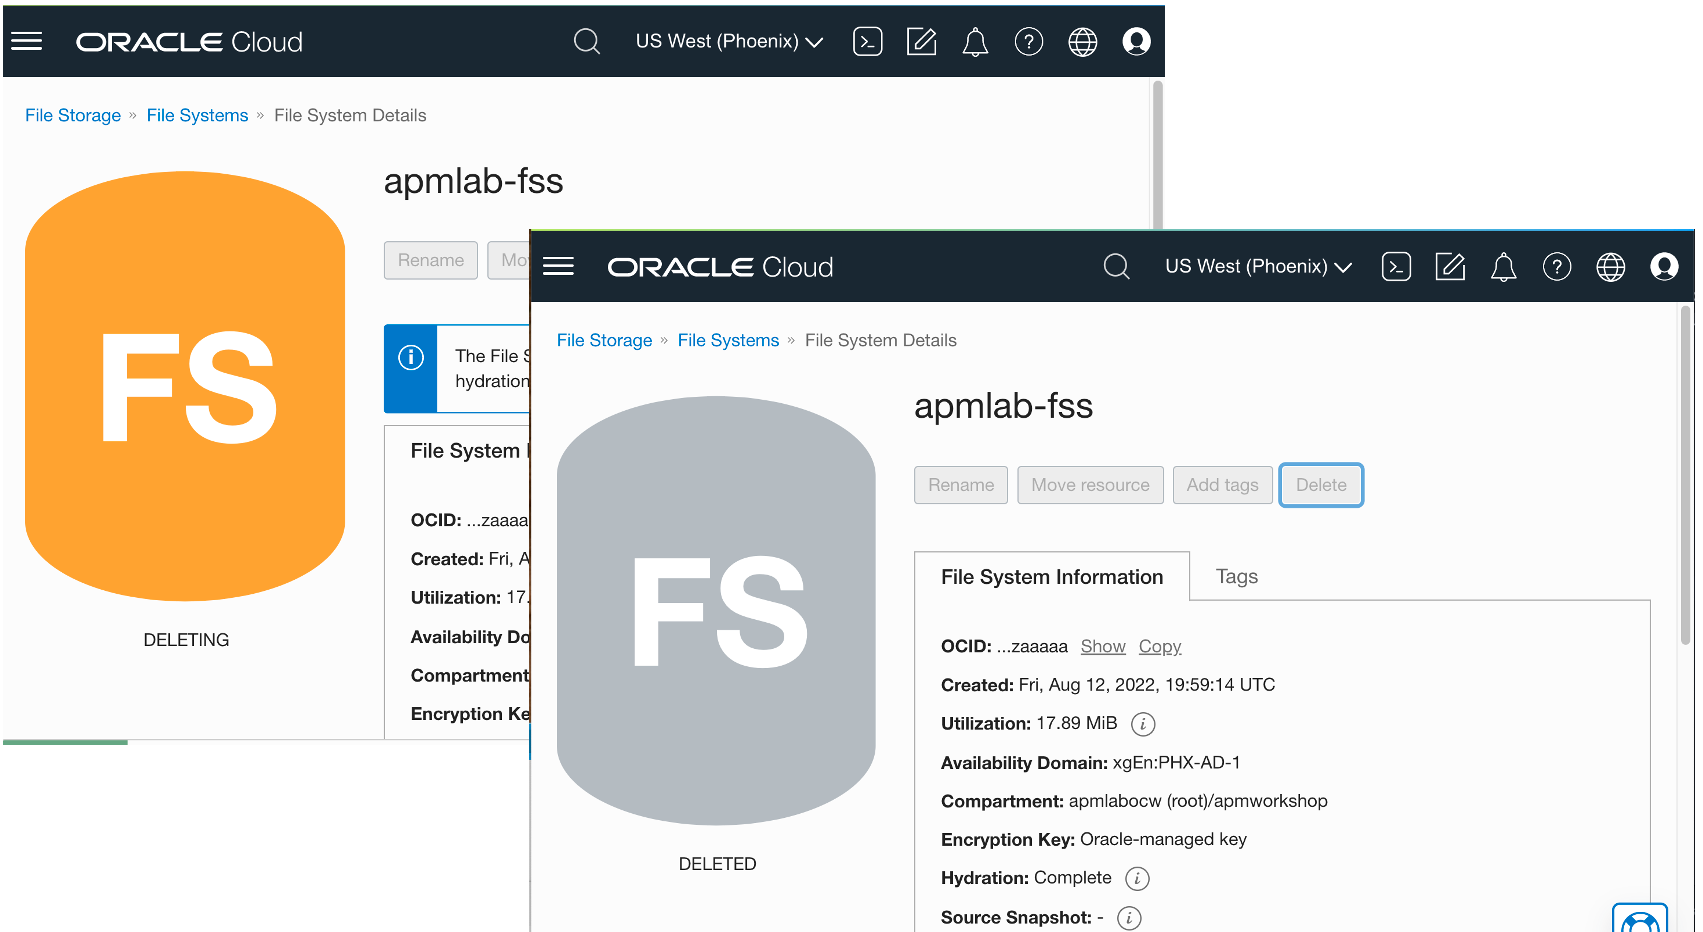 ORACLE Cloud
US West (Phoenix)
File Storage » File Systems » File System Details
apmlab-fss
Rename
The File
hydration
FS
File System
OCID: ...zaaaa
Created: Fri, A
Utilization: 17.
Availability Do
DELETING
Compartment
Encryption Ke
ORACLE Cloud
US West (Phoenix)
File Storage » File Systems » File System Details
apmlab-fss
Rename Move resource Add tags Delete
FS
File System Information Tags
OCID: ...zaaaaa Show Copy
Created: Fri, Aug 12, 2022, 19:59:14 UTC
Utilization: 17.89 MiB
Availability Domain: xgEn:PHX-AD-1
Compartment: apmlabocw (root)/apmworkshop
Encryption Key: Oracle-managed key
DELETED
Hydration: Complete
Source Snapshot: -